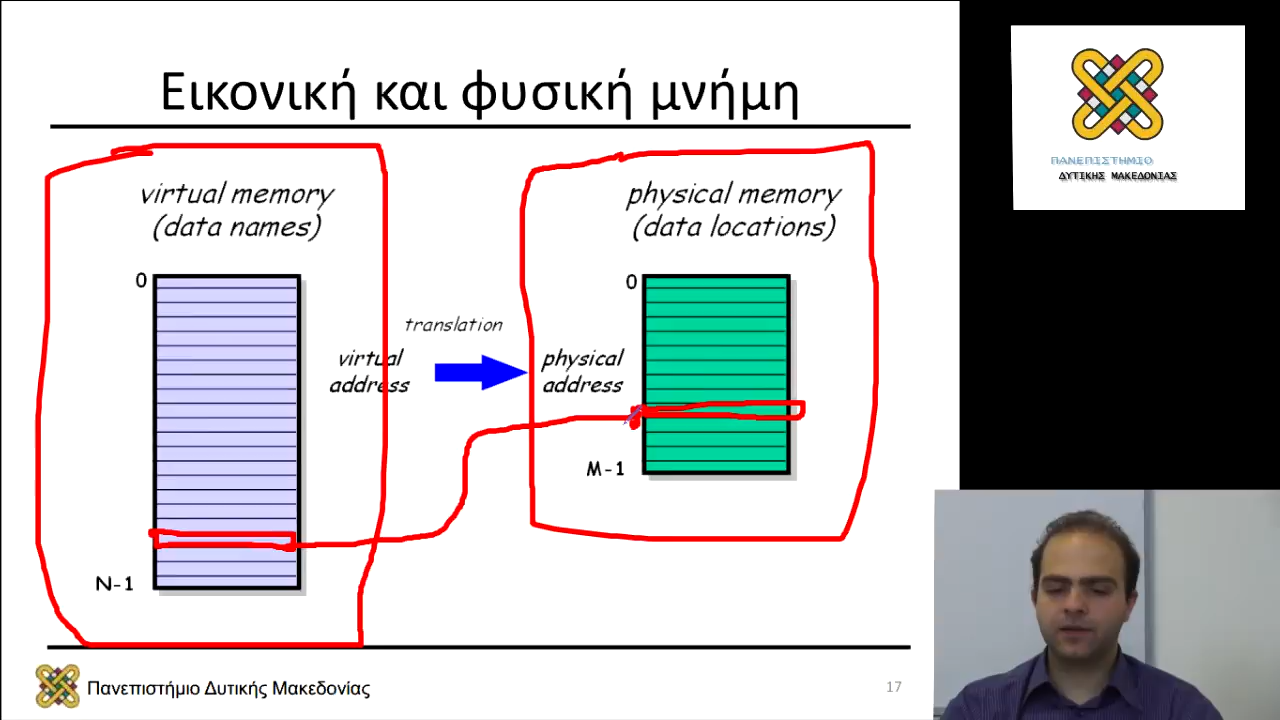 Εικονική και φυσική μνήμη
virtual memory
(data names)
physical memory
(data locations)
0
0
translation
virtual
address
physical
address
M-1
N-1
Πανεπιστήμιο Δυτικής Μακεδονίας
17
ΠΑΝΕΠΙΣΤΗΜΙΟ
ΔΥΤΙΚΗΣ ΜΑΚΕΔΟΝΙΑΣ